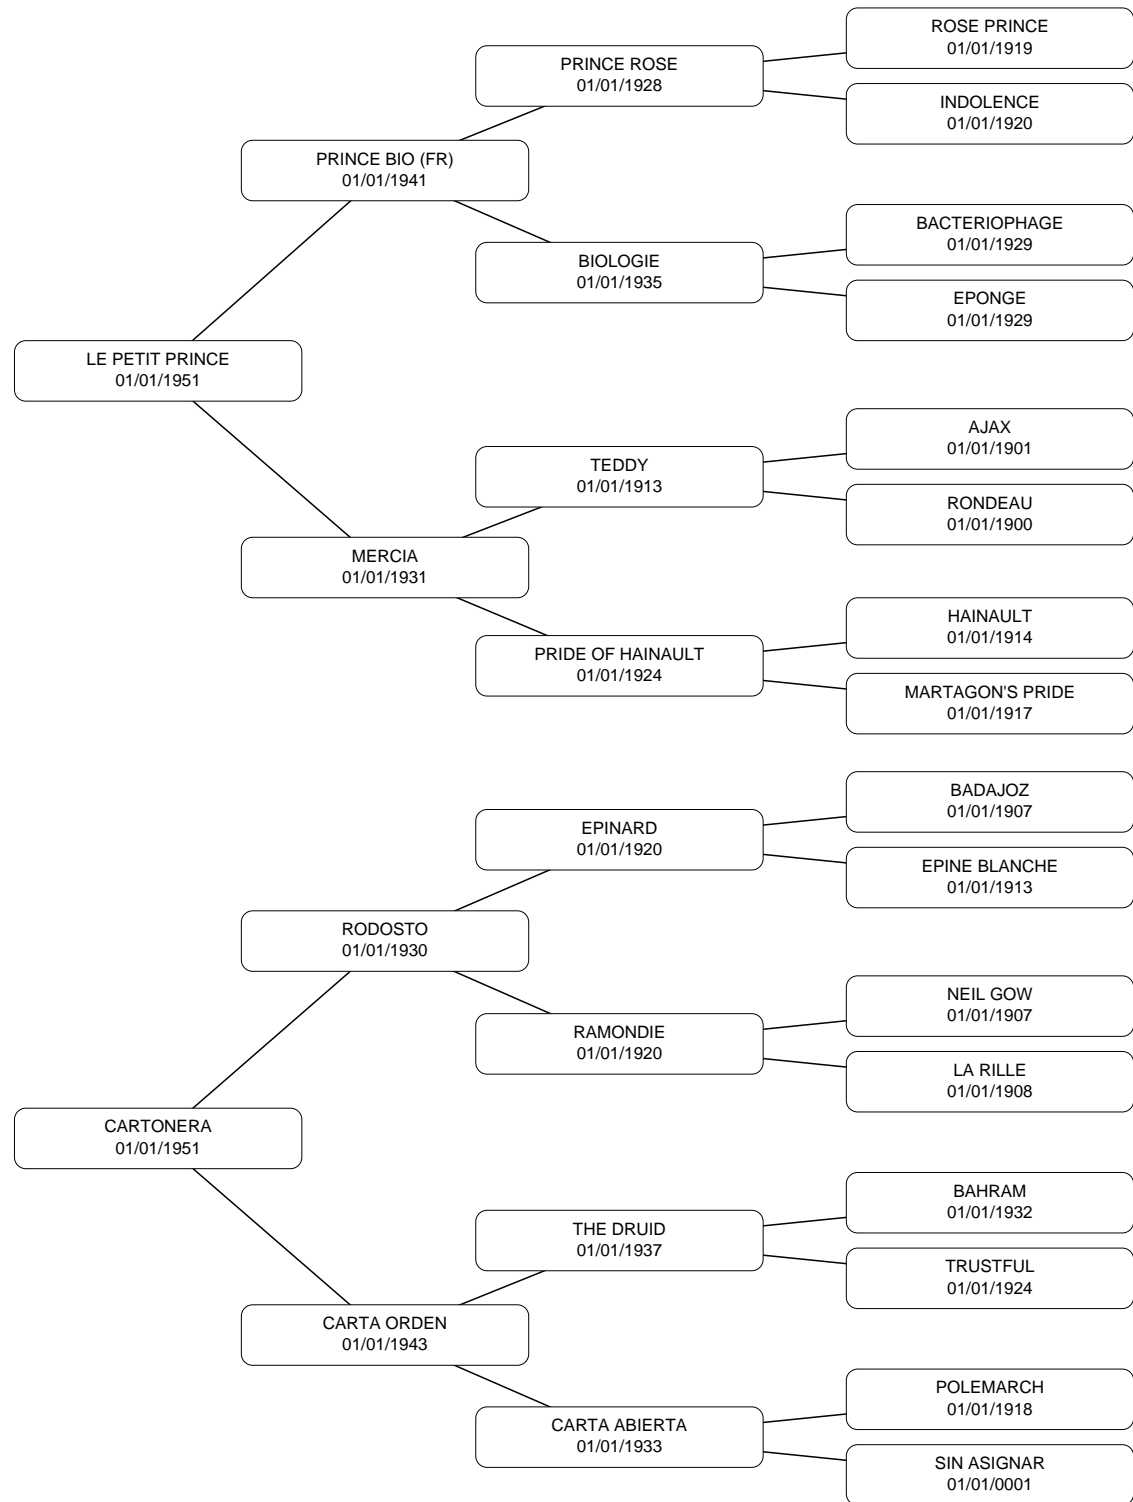 ROSE PRINCE
01/01/1919
PRINCE ROSE
01/01/1928
INDOLENCE
01/01/1920
PRINCE BIO (FR)
01/01/1941
BACTERIOPHAGE
01/01/1929
BIOLOGIE
01/01/1935
EPONGE
01/01/1929
LE PETIT PRINCE
01/01/1951
AJAX
01/01/1901
TEDDY
01/01/1913
RONDEAU
01/01/1900
MERCIA
01/01/1931
HAINAULT
01/01/1914
PRIDE OF HAINAULT
01/01/1924
MARTAGON'S PRIDE
01/01/1917
BADAJOZ
01/01/1907
EPINARD
01/01/1920
EPINE BLANCHE
01/01/1913
RODOSTO
01/01/1930
NEIL GOW
01/01/1907
RAMONDIE
01/01/1920
LA RILLE
01/01/1908
CARTONERA
01/01/1951
BAHRAM
01/01/1932
THE DRUID
01/01/1937
TRUSTFUL
01/01/1924
CARTA ORDEN
01/01/1943
POLEMARCH
01/01/1918
CARTA ABIERTA
01/01/1933
SIN ASIGNAR
01/01/0001